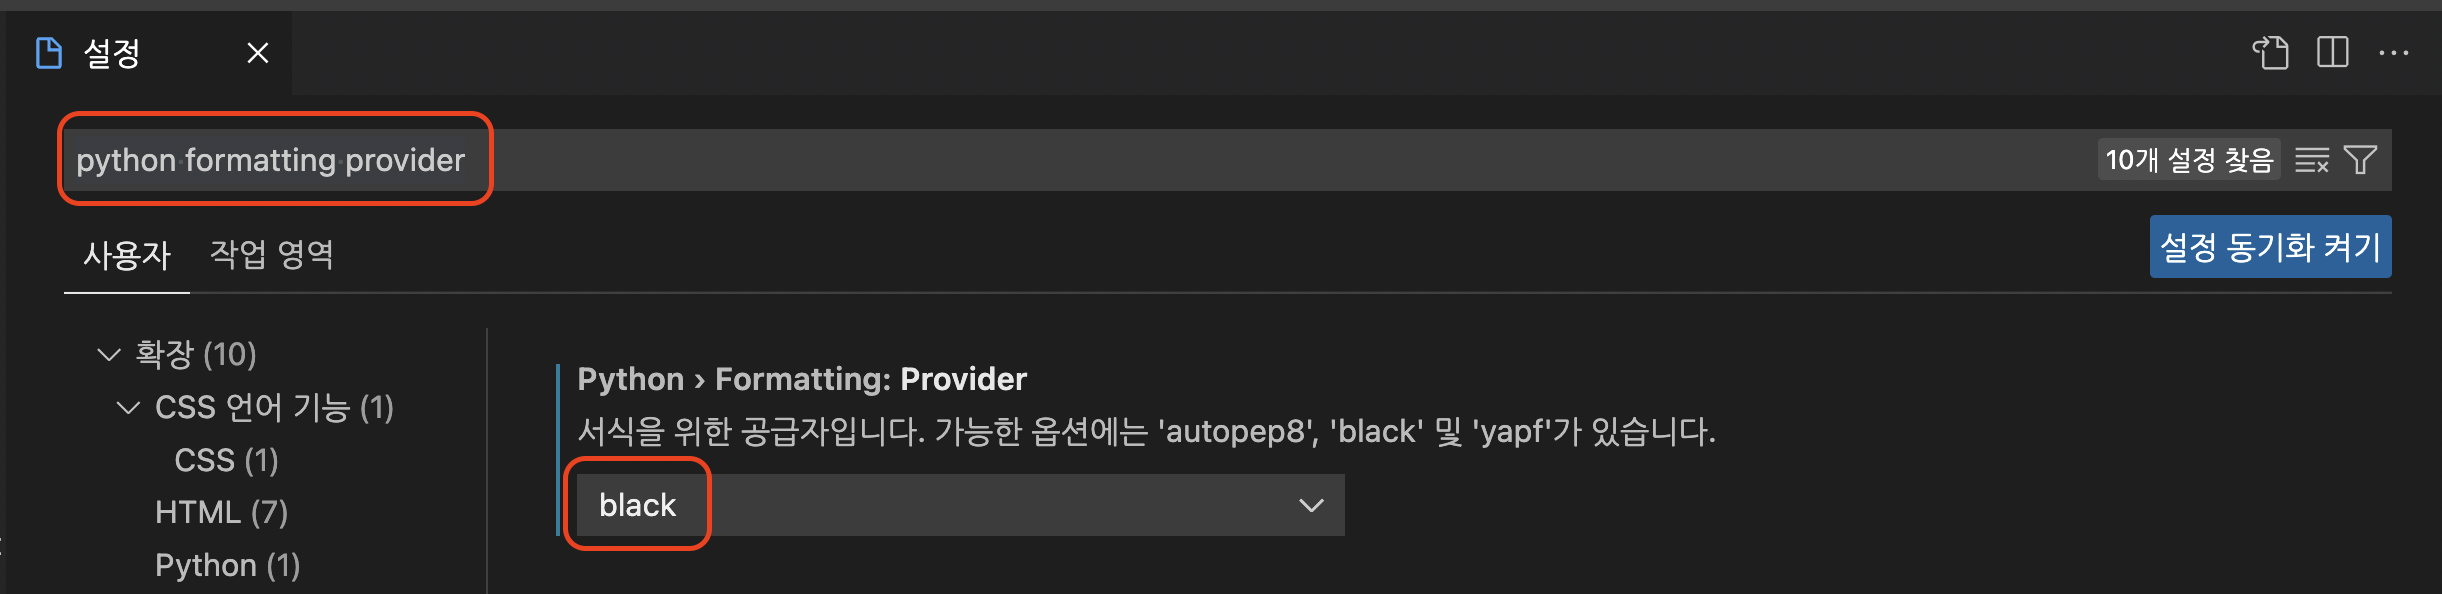 설정
python formatting provider
10개 설정 찾음
사용자 작업 영역
설정 동기화 켜기
확장 (10)
CSS 언어 기능 (1)
CSS (1)
HTML (7)
Python (1)
Python › Formatting: Provider
서식을 위한 공급자입니다. 가능한 옵션에는 'autopep8', 'black' 및 'yapf'가 있습니다.
black